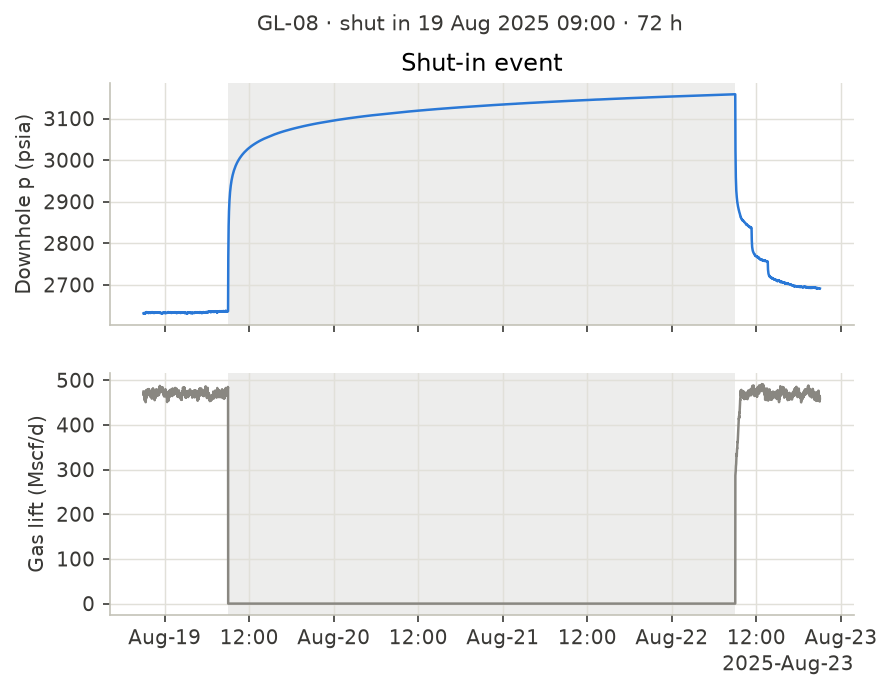 GL-08 · shut in 19 Aug 2025 09:00 · 72 h
Shut-in event
Downhole p (psia)
3100
3000
2900
2800
2700
Gas lift (Mscf/d)
500
400
300
200
100
0
Aug-19 12:00 Aug-20 12:00 Aug-21 12:00 Aug-22 12:00 Aug-23
2025-Aug-23